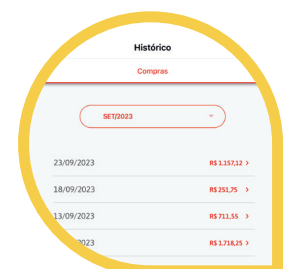 Histórico
Compras
SET/2023
23/09/2023 R$ 1.157,12 >
18/09/2023 R$ 251,75 >
13/09/2023 R$ 711,55 >
/2023 R$ 1.718,25 >